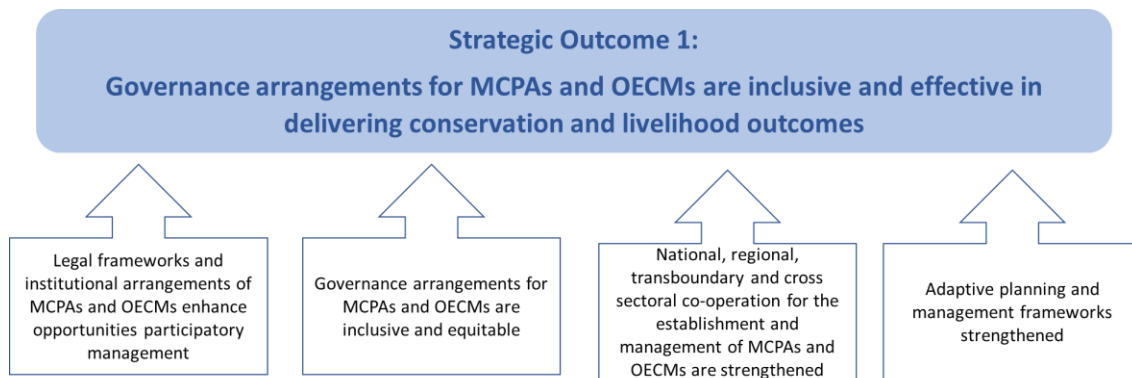 Strategic Outcome 1:
Governance arrangements for MCPAs and OECMs are inclusive and effective in
delivering conservation and livelihood outcomes
Legal frameworks and
institutional arrangements of
MCPAs and OECMs enhance
opportunities participatory
management
Governance arrangements for
MCPAs and OECMs are
inclusive and equitable
National, regional,
transboundary and cross
sectoral co-operation for the
establishment and
management of MCPAs and
OECMs are strengthened
Adaptive planning and
management frameworks
strengthened